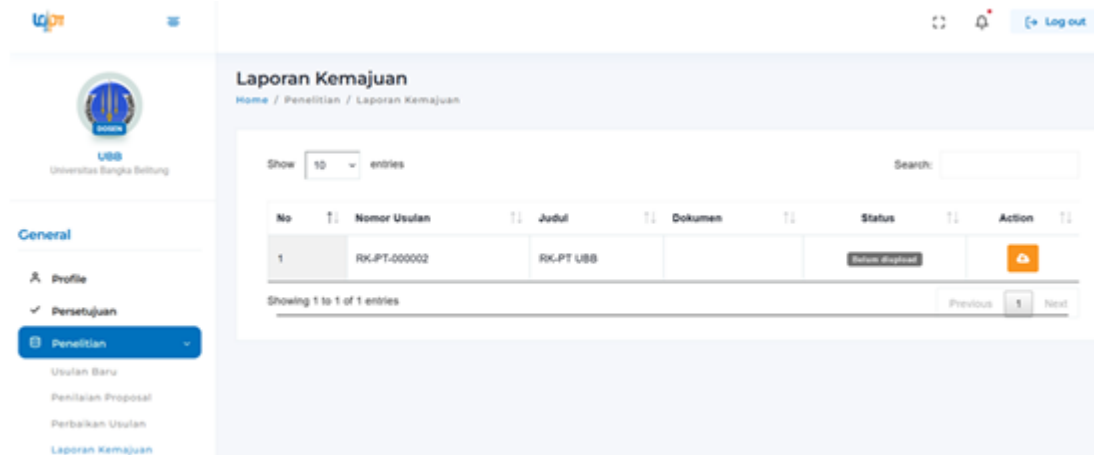 Log out
DOSEN
UBB
Universitas Bangka Belitung
General
Profile
Persetujuan
Penelitian
Usulan Baru
Penilaian Proposal
Perbaikan Usulan
Laporan Kemajuan
Laporan Kemajuan
Home / Penelitian / Laporan Kemajuan
Show 10 entries
Search:
No Nomor Usulan Judul Dokumen Status Action
1 RK-PT-000002 RK-PT UBB Belum diupload
Showing 1 to 1 of 1 entries
Previous 1 Next